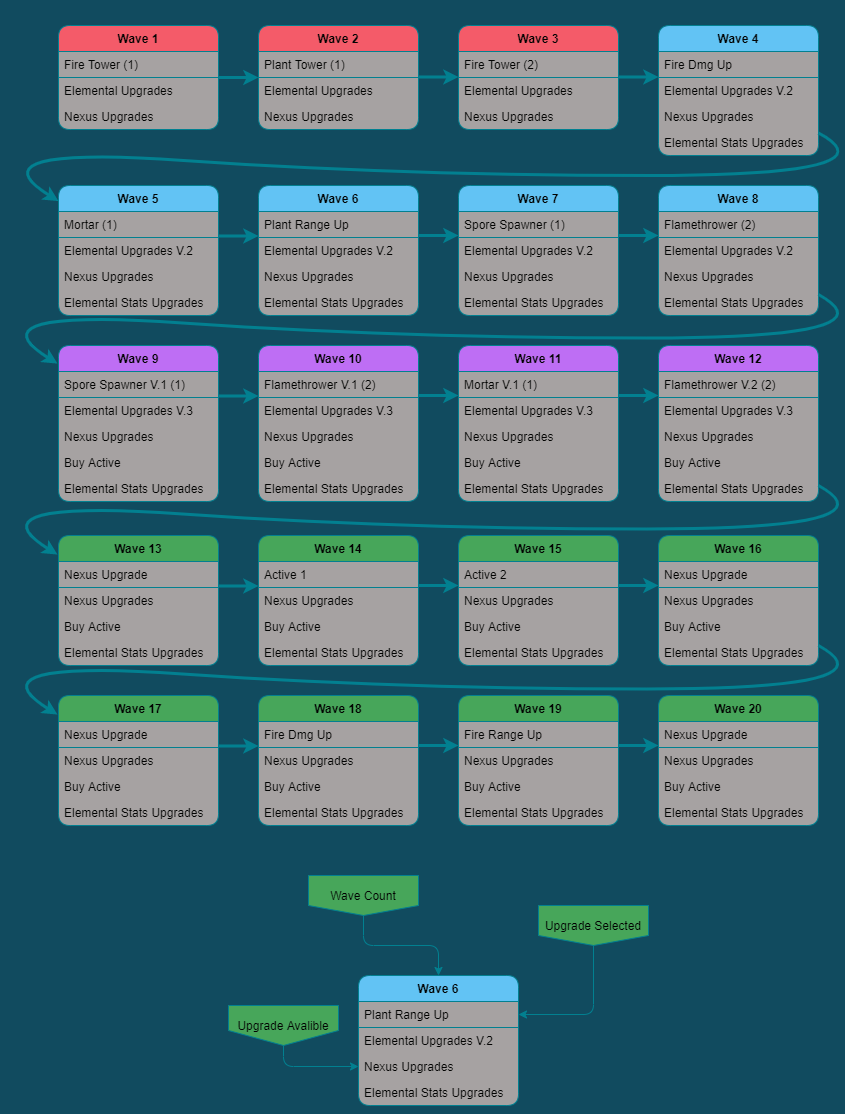 Wave 1
Fire Tower (1)
Elemental Upgrades
Nexus Upgrades
Wave 2
Plant Tower (1)
Elemental Upgrades
Nexus Upgrades
Wave 3
Fire Tower (2)
Elemental Upgrades
Nexus Upgrades
Wave 4
Fire Dmg Up
Elemental Upgrades V.2
Nexus Upgrades
Elemental Stats Upgrades
Wave 5
Mortar (1)
Elemental Upgrades V.2
Nexus Upgrades
Elemental Stats Upgrades
Wave 6
Plant Range Up
Elemental Upgrades V.2
Nexus Upgrades
Elemental Stats Upgrades
Wave 7
Spore Spawner (1)
Elemental Upgrades V.2
Nexus Upgrades
Elemental Stats Upgrades
Wave 8
Flamethrower (2)
Elemental Upgrades V.2
Nexus Upgrades
Elemental Stats Upgrades
Wave 9
Spore Spawner V.1 (1)
Elemental Upgrades V.3
Nexus Upgrades
Buy Active
Elemental Stats Upgrades
Wave 10
Flamethrower V.1 (2)
Elemental Upgrades V.3
Nexus Upgrades
Buy Active
Elemental Stats Upgrades
Wave 11
Mortar V.1 (1)
Elemental Upgrades V.3
Nexus Upgrades
Buy Active
Elemental Stats Upgrades
Wave 12
Flamethrower V.2 (2)
Elemental Upgrades V.3
Nexus Upgrades
Buy Active
Elemental Stats Upgrades
Wave 13
Nexus Upgrade
Nexus Upgrades
Buy Active
Elemental Stats Upgrades
Wave 14
Active 1
Nexus Upgrades
Buy Active
Elemental Stats Upgrades
Wave 15
Active 2
Nexus Upgrades
Buy Active
Elemental Stats Upgrades
Wave 16
Nexus Upgrade
Nexus Upgrades
Buy Active
Elemental Stats Upgrades
Wave 17
Nexus Upgrade
Nexus Upgrades
Buy Active
Elemental Stats Upgrades
Wave 18
Fire Dmg Up
Nexus Upgrades
Buy Active
Elemental Stats Upgrades
Wave 19
Fire Range Up
Nexus Upgrades
Buy Active
Elemental Stats Upgrades
Wave 20
Nexus Upgrade
Nexus Upgrades
Buy Active
Elemental Stats Upgrades
Wave Count
Upgrade Selected
Upgrade Avalible
Wave 6
Plant Range Up
Elemental Upgrades V.2
Nexus Upgrades
Elemental Stats Upgrades